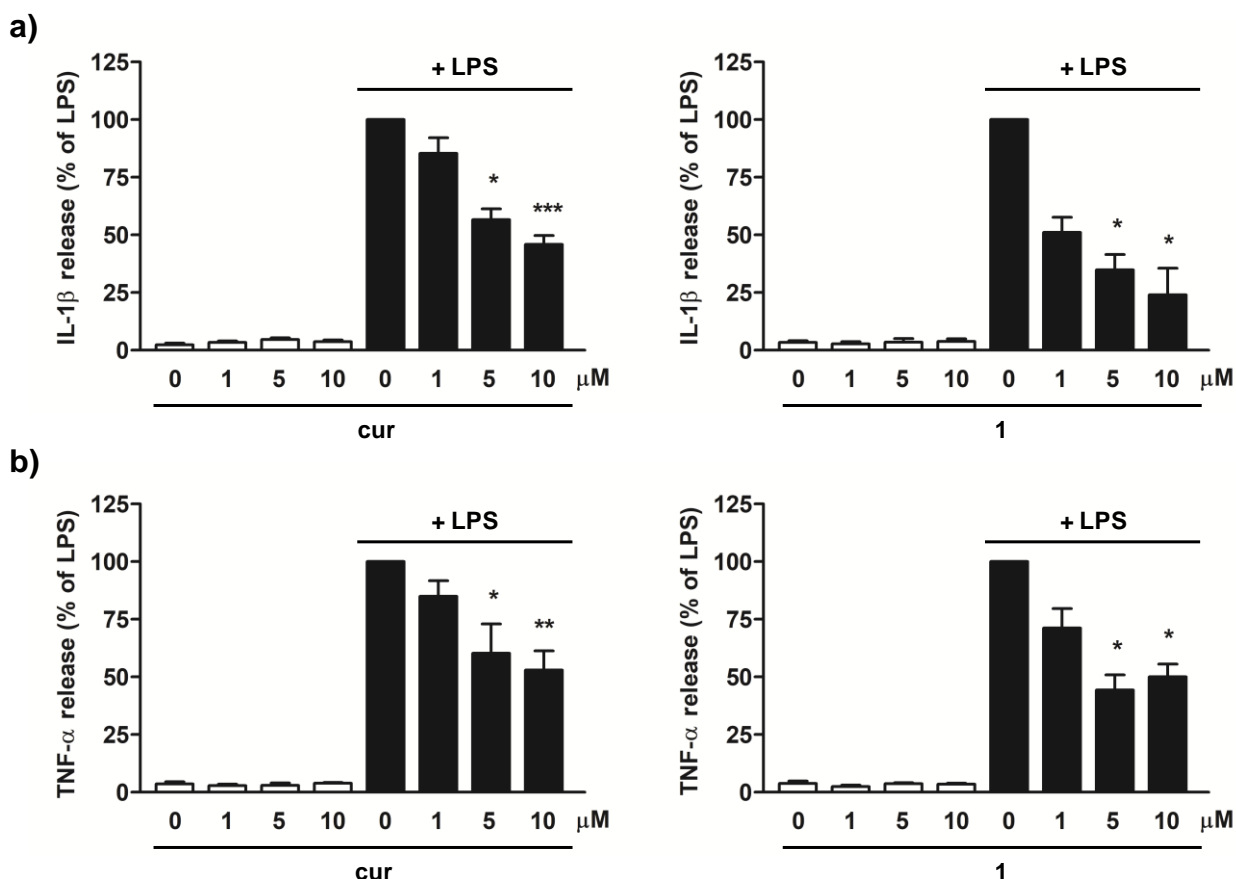 a)
IL-1β release (% of LPS)
125
100
75
50
25
0
+ LPS
*
***
0 1 5 10 0 1 5 10 μM
cur
IL-1β release (% of LPS)
125
100
75
50
25
0
+ LPS
*
*
0 1 5 10 0 1 5 10 μM
1
b)
TNF-α release (% of LPS)
125
100
75
50
25
0
+ LPS
*
**
0 1 5 10 0 1 5 10 μM
cur
TNF-α release (% of LPS)
125
100
75
50
25
0
+ LPS
*
*
0 1 5 10 0 1 5 10 μM
1